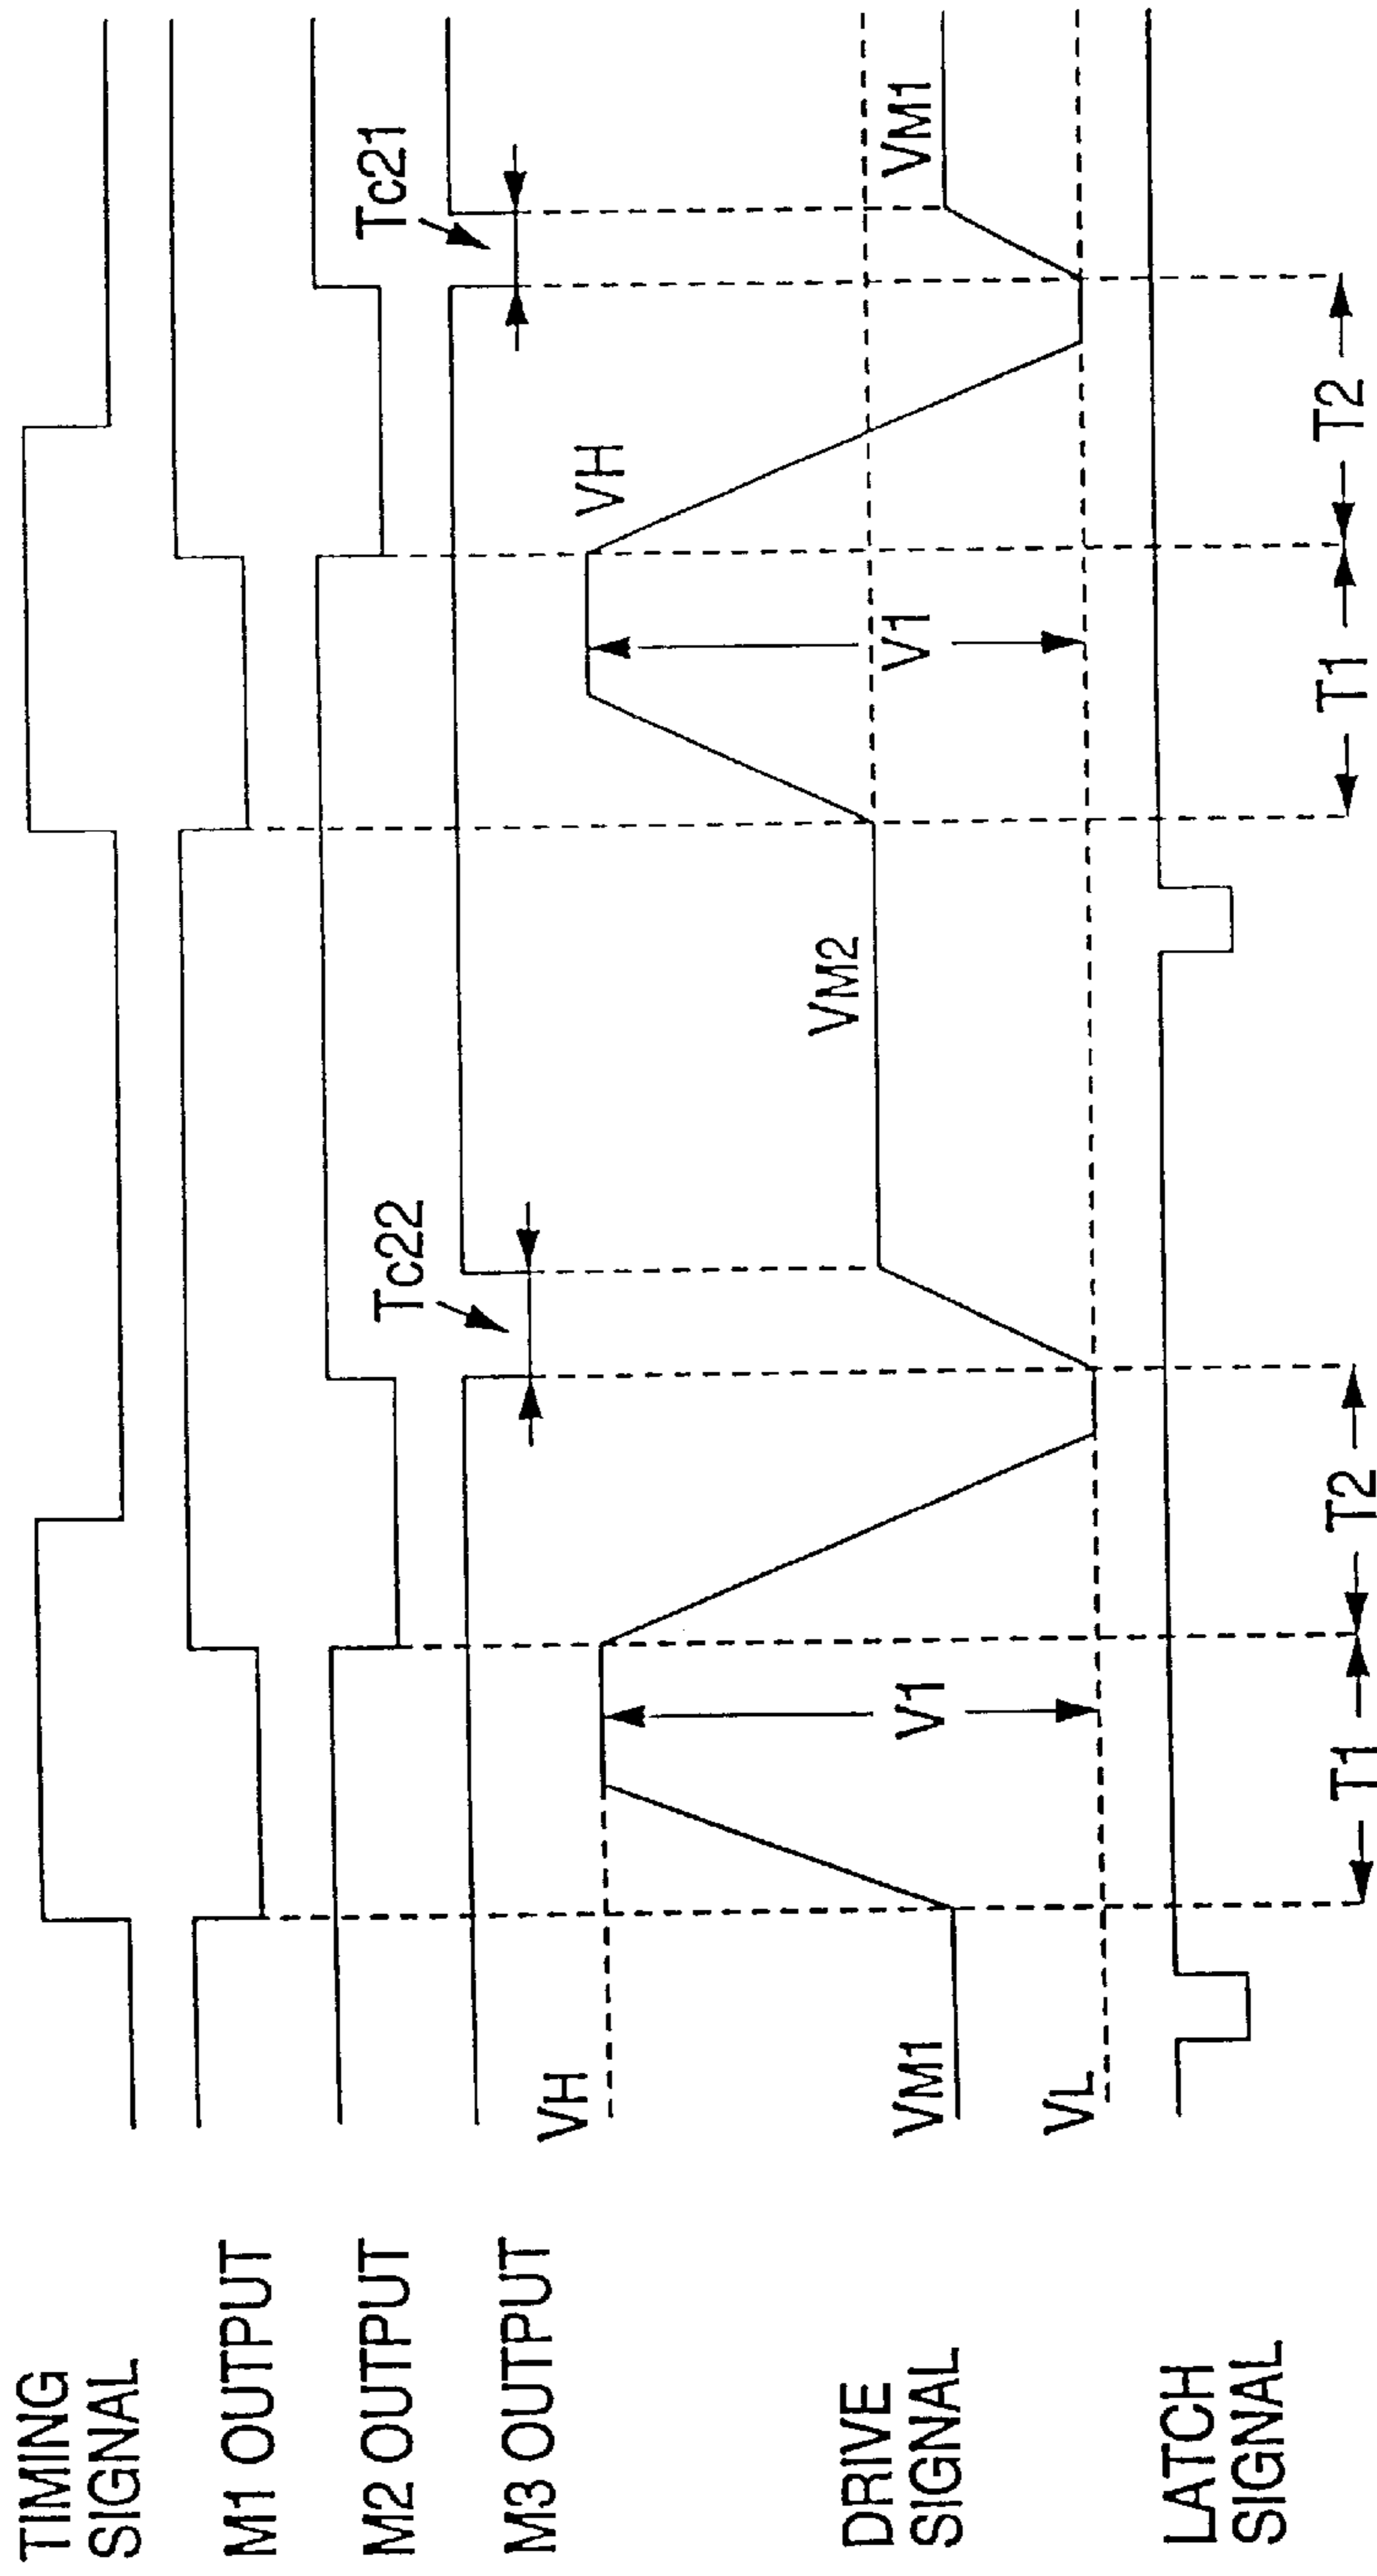 TIMING
SIGNAL
M1 OUTPUT
M2 OUTPUT
Tc22
Tc21
M3 OUTPUT
VH
VH
VM2
DRIVE
SIGNAL
VM1
V1
V1
VM1
VL
LATCH
SIGNAL
T1
T2
T1
T2